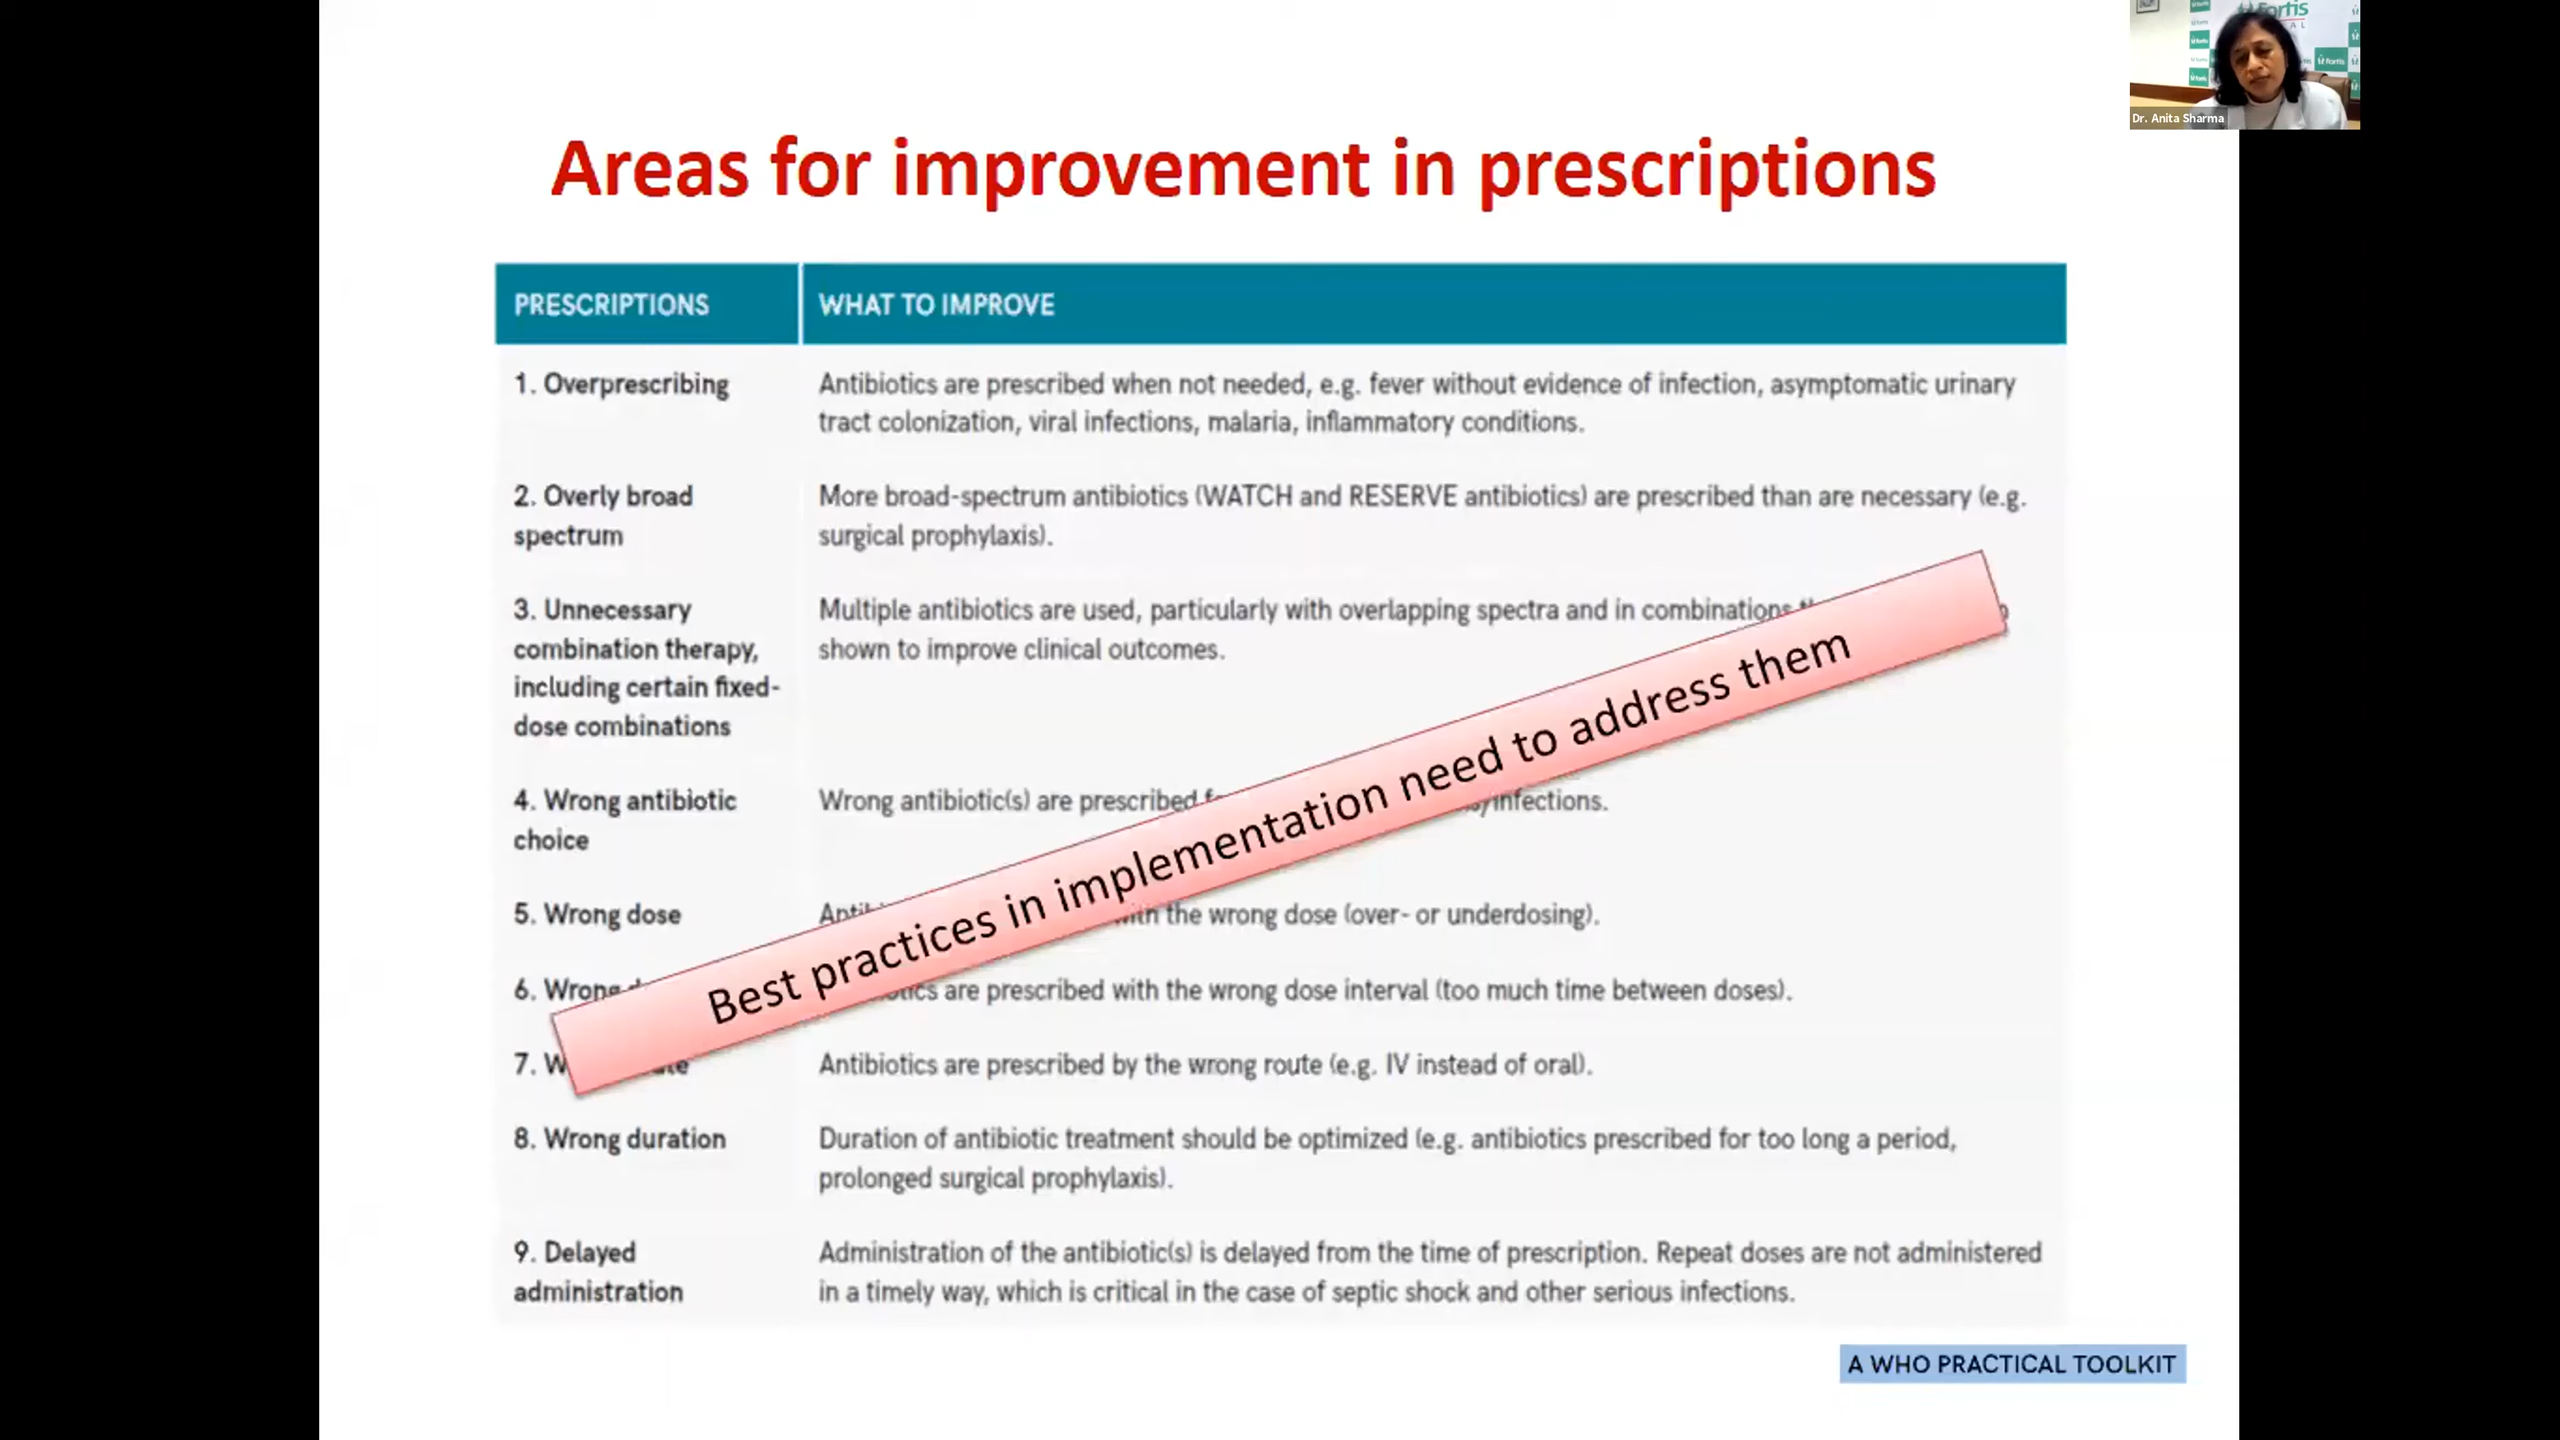 Fortis
Dr. Anita Sharma
Areas for improvement in prescriptions
PRESCRIPTIONS
WHAT TO IMPROVE
1. Overprescribing
Antibiotics are prescribed when not needed, e.g. fever without evidence of infection, asymptomatic urinary
tract colonization, viral infections, malaria, inflammatory conditions.
2. Overly broad
spectrum
More broad-spectrum antibiotics (WATCH and RESERVE antibiotics) are prescribed than are necessary (e.g.
surgical prophylaxis).
3. Unnecessary
combination therapy,
including certain fixed-
dose combinations
Multiple antibiotics are used, particularly with overlapping spectra and in combinations
shown to improve clinical outcomes.
4. Wrong antibiotic
choice
Wrong antibiotic(s) are prescribed infections.
5. Wrong dose
the wrong dose (over- or underdosing).
6. Wrong
are prescribed with the wrong dose interval (too much time between doses).
7.
Antibiotics are prescribed by the wrong route (e.g. IV instead of oral).
8. Wrong duration
Duration of antibiotic treatment should be optimized (e.g. antibiotics prescribed for too long a period,
prolonged surgical prophylaxis).
9. Delayed
administration
Administration of the antibiotic(s) is delayed from the time of prescription. Repeat doses are not administered
in a timely way, which is critical in the case of septic shock and other serious infections.
Best practices in implementation need to address them
A WHO PRACTICAL TOOLKIT